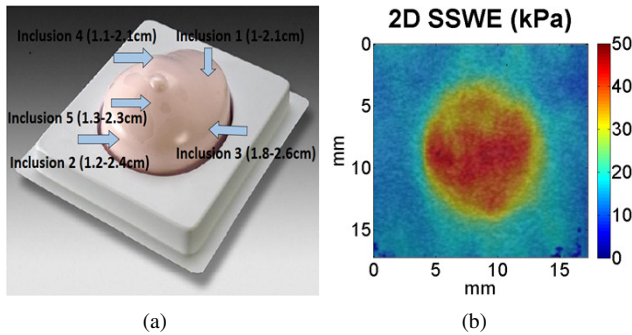 Inclusion 4 (1.1-2.1cm)
Inclusion 1 (1-2.1cm)
Inclusion 5 (1.3-2.3cm)
Inclusion 2 (1.2-2.4cm)
Inclusion 3 (1.8-2.6cm)
(a)
2D SSWE (kPa)
0
5
10
15
mm
0
5
10
15
mm
50
40
30
20
10
0
(b)